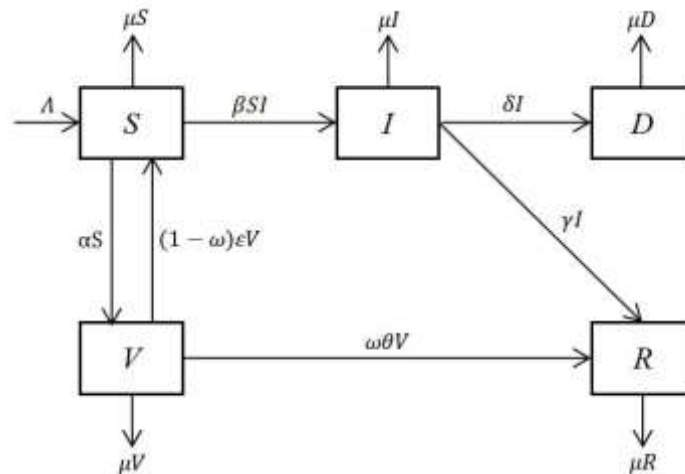 μS μI μD
Λ S βSI I δI D
γI
αS (1 − ω)εV
V ωθV R
μV μR